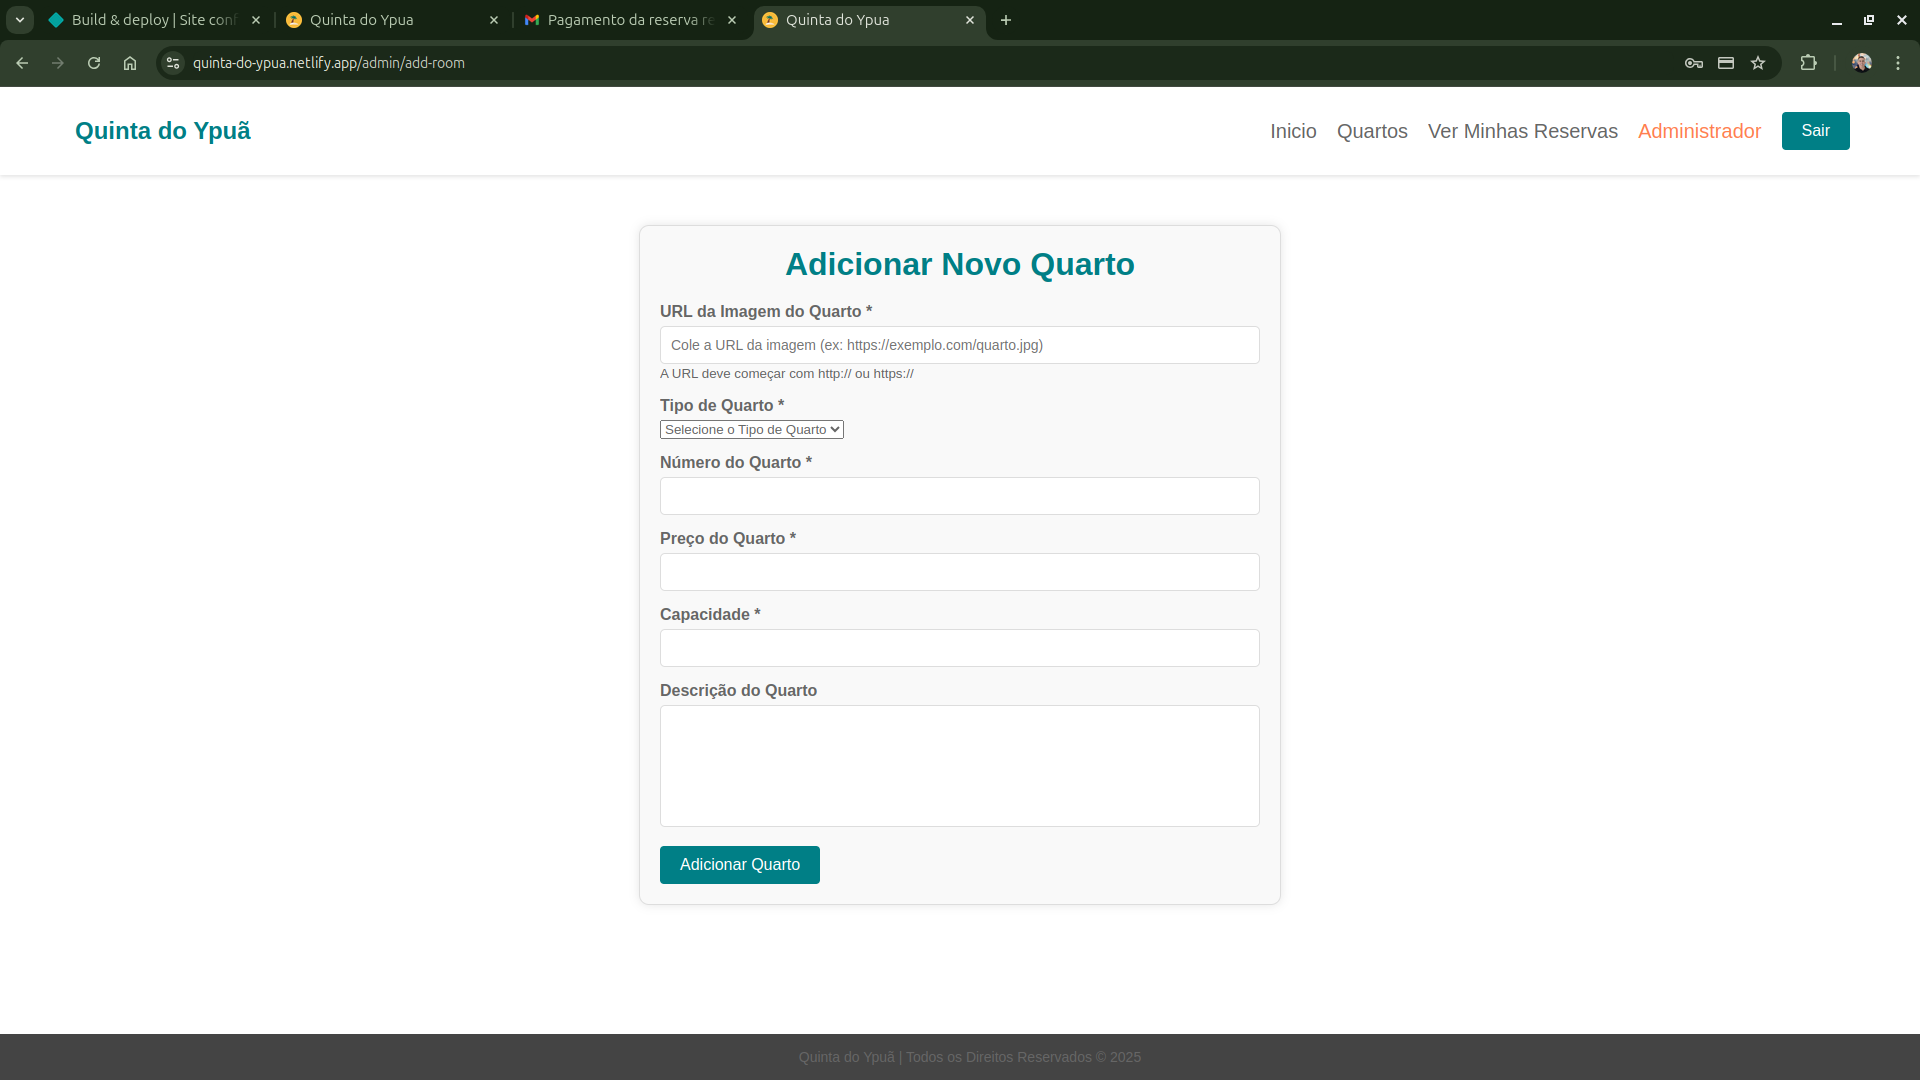 Build & deploy | Site conf
Quinta do Ypua
Pagamento da reserva re
Quinta do Ypua
quinta-do-ypua.netlify.app/admin/add-room
Quinta do Ypuã
Inicio
Quartos
Ver Minhas Reservas
Administrador
Sair
Adicionar Novo Quarto
URL da Imagem do Quarto *
Cole a URL da imagem (ex: https://exemplo.com/quarto.jpg)
A URL deve começar com http:// ou https://
Tipo de Quarto *
Selecione o Tipo de Quarto
Número do Quarto *
Preço do Quarto *
Capacidade *
Descrição do Quarto
Adicionar Quarto
Quinta do Ypuã | Todos os Direitos Reservados © 2025